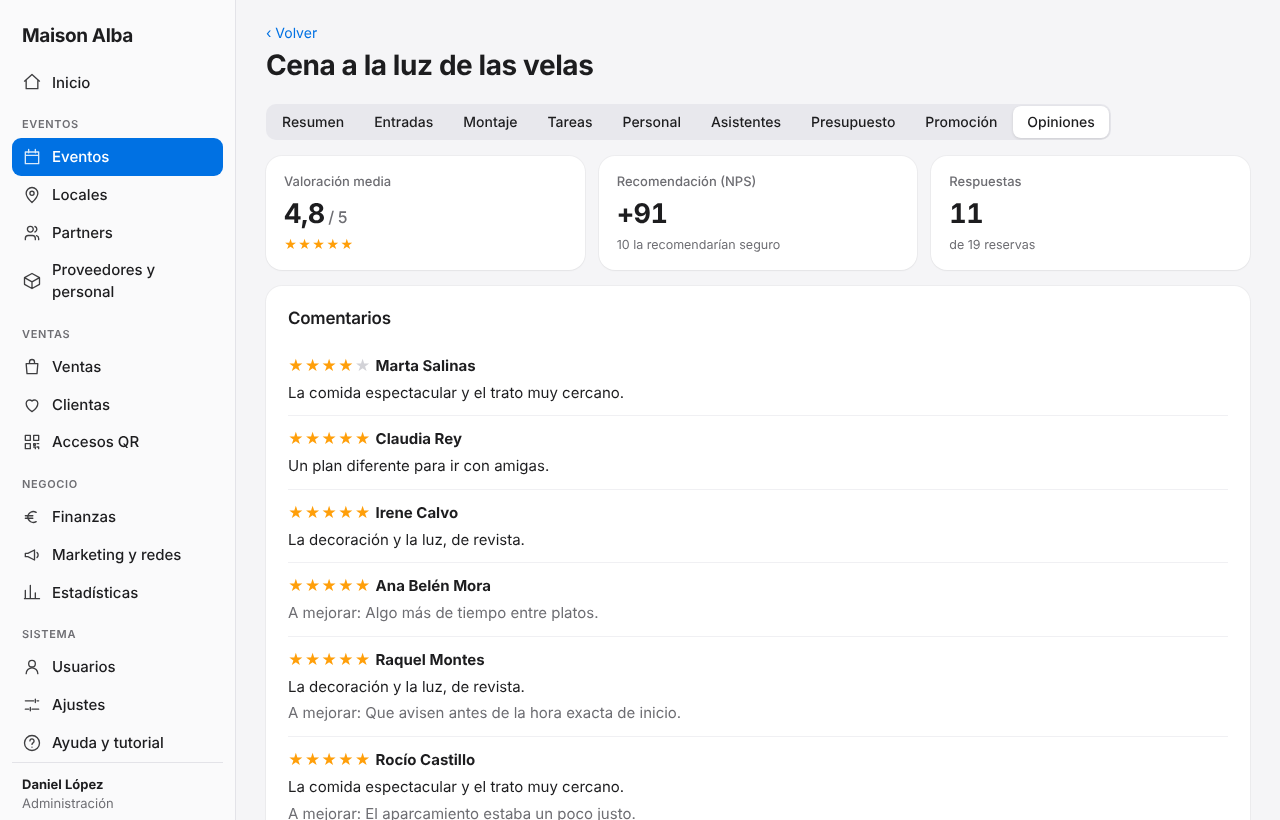 Maison Alba
Inicio
EVENTOS
Eventos
Locales
Partners
Proveedores y
personal
VENTAS
Ventas
Clientas
Accesos QR
NEGOCIO
Finanzas
Marketing y redes
Estadísticas
SISTEMA
Usuarios
Ajustes
Ayuda y tutorial
Daniel López
Administración
‹ Volver
Cena a la luz de las velas
Resumen Entradas Montaje Tareas Personal Asistentes Presupuesto Promoción Opiniones
Valoración media
4,8 / 5
★★★★★
Recomendación (NPS)
+91
10 la recomendarían seguro
Respuestas
11
de 19 reservas
Comentarios
★★★★★ Marta Salinas
La comida espectacular y el trato muy cercano.
★★★★★ Claudia Rey
Un plan diferente para ir con amigas.
★★★★★ Irene Calvo
La decoración y la luz, de revista.
★★★★★ Ana Belén Mora
A mejorar: Algo más de tiempo entre platos.
★★★★★ Raquel Montes
La decoración y la luz, de revista.
A mejorar: Que avisen antes de la hora exacta de inicio.
★★★★★ Rocío Castillo
La comida espectacular y el trato muy cercano.
A mejorar: El aparcamiento estaba un poco justo.